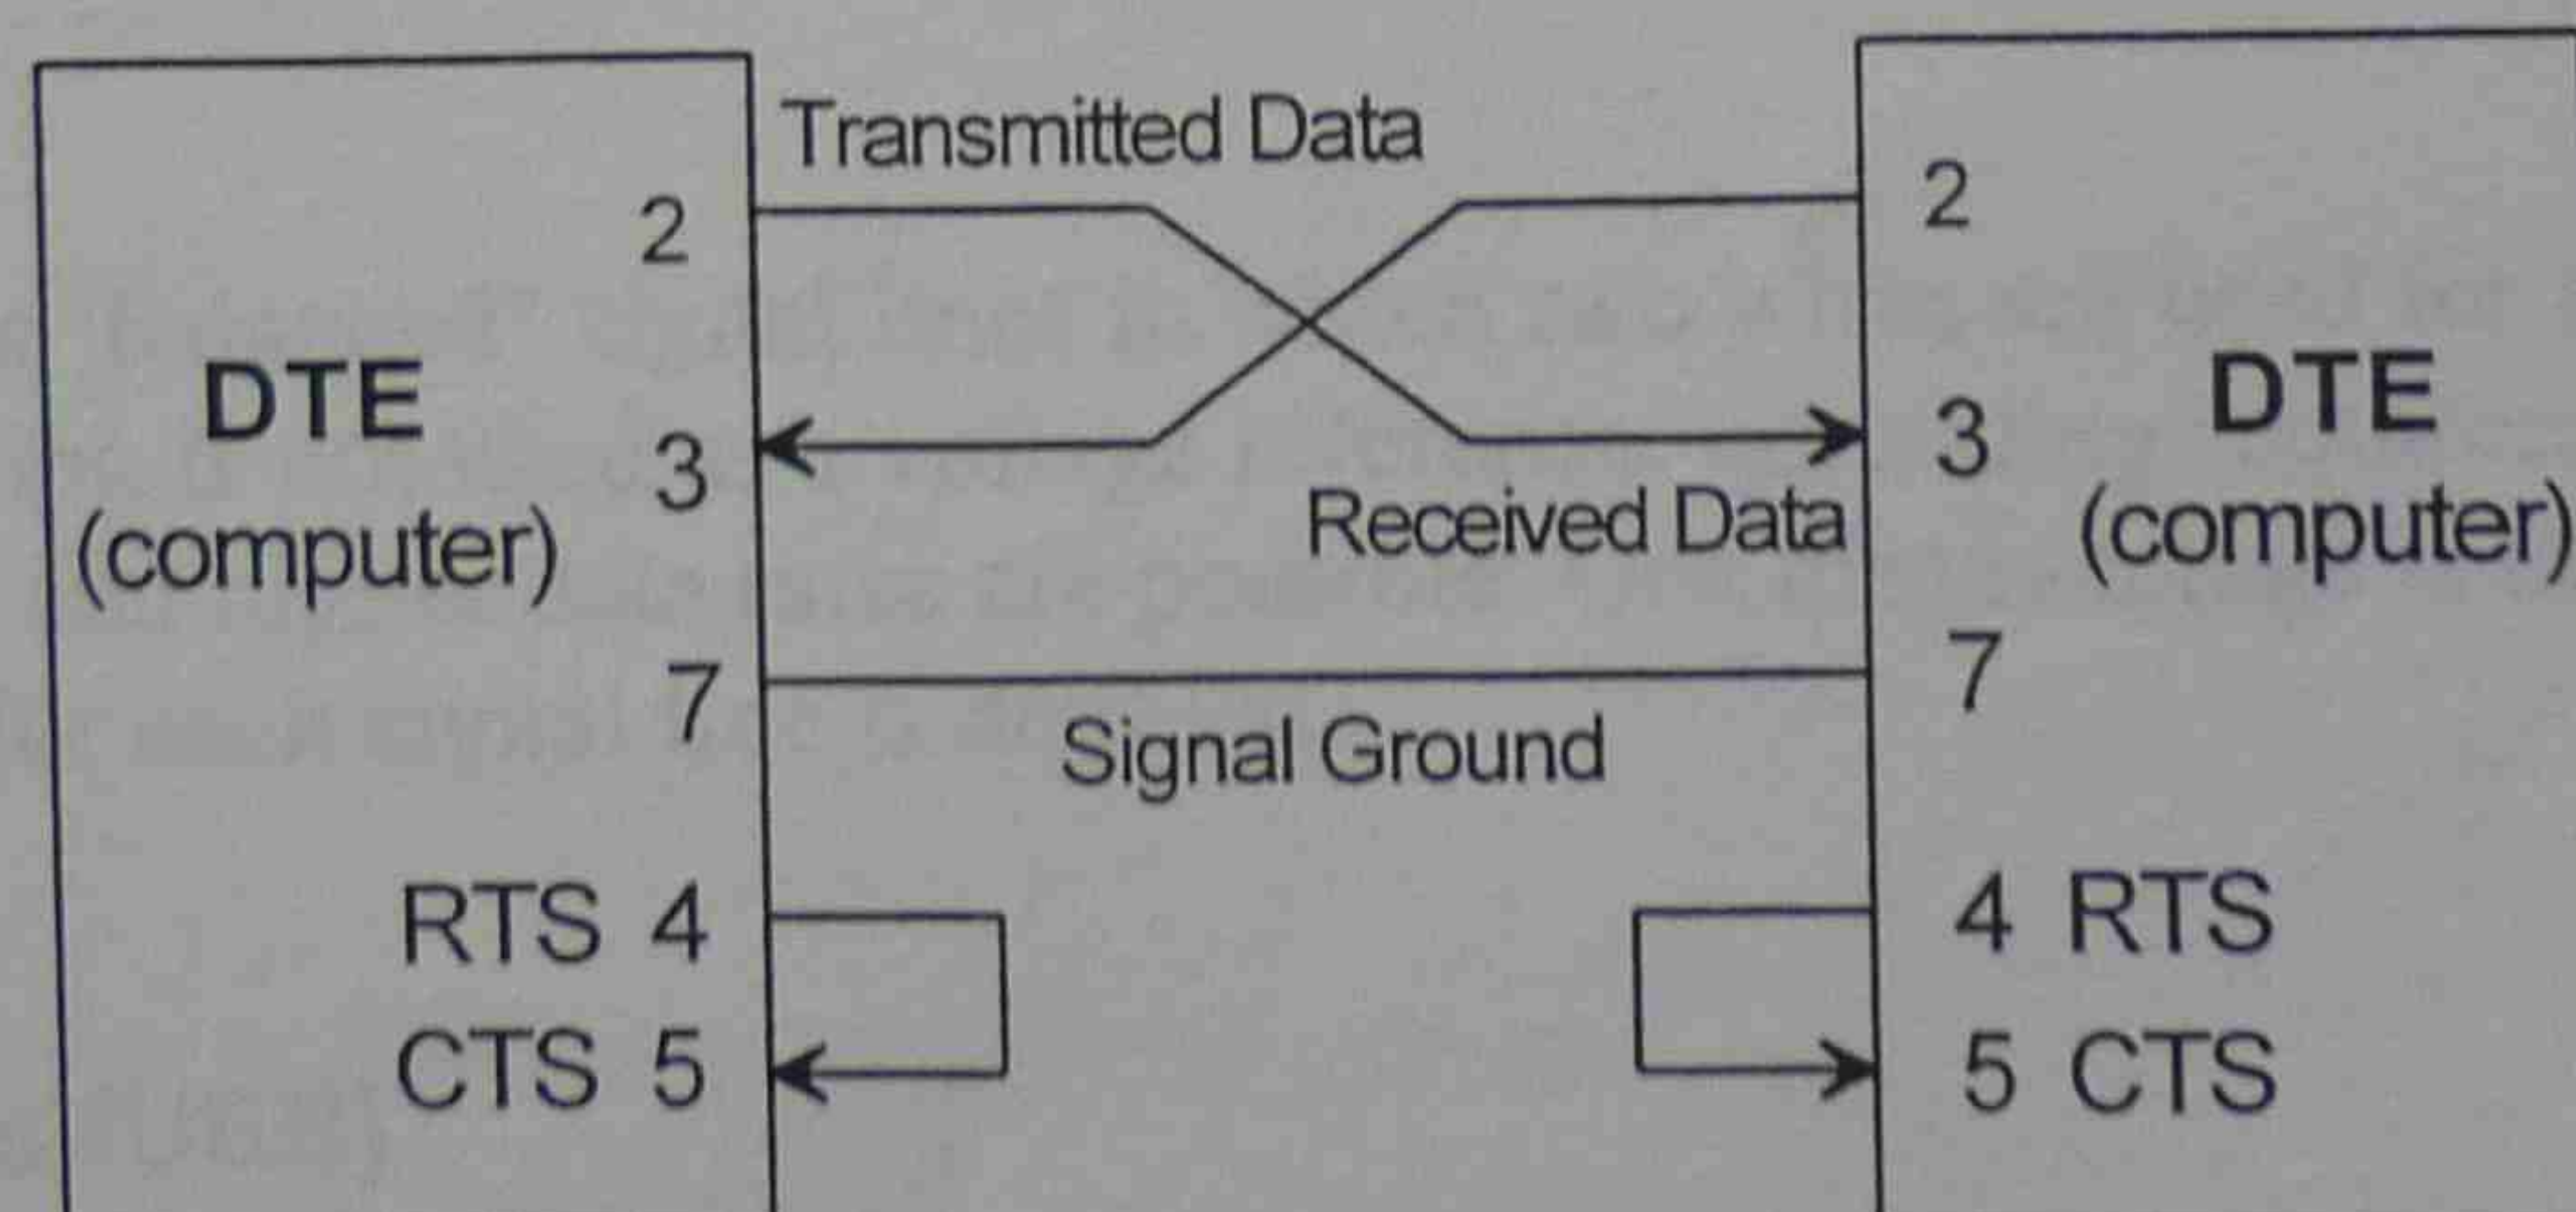 Transmitted Data
2
2
DTE
(computer)
3
3
DTE
(computer)
Received Data
7
7
Signal Ground
RTS 4
4 RTS
CTS 5
5 CTS